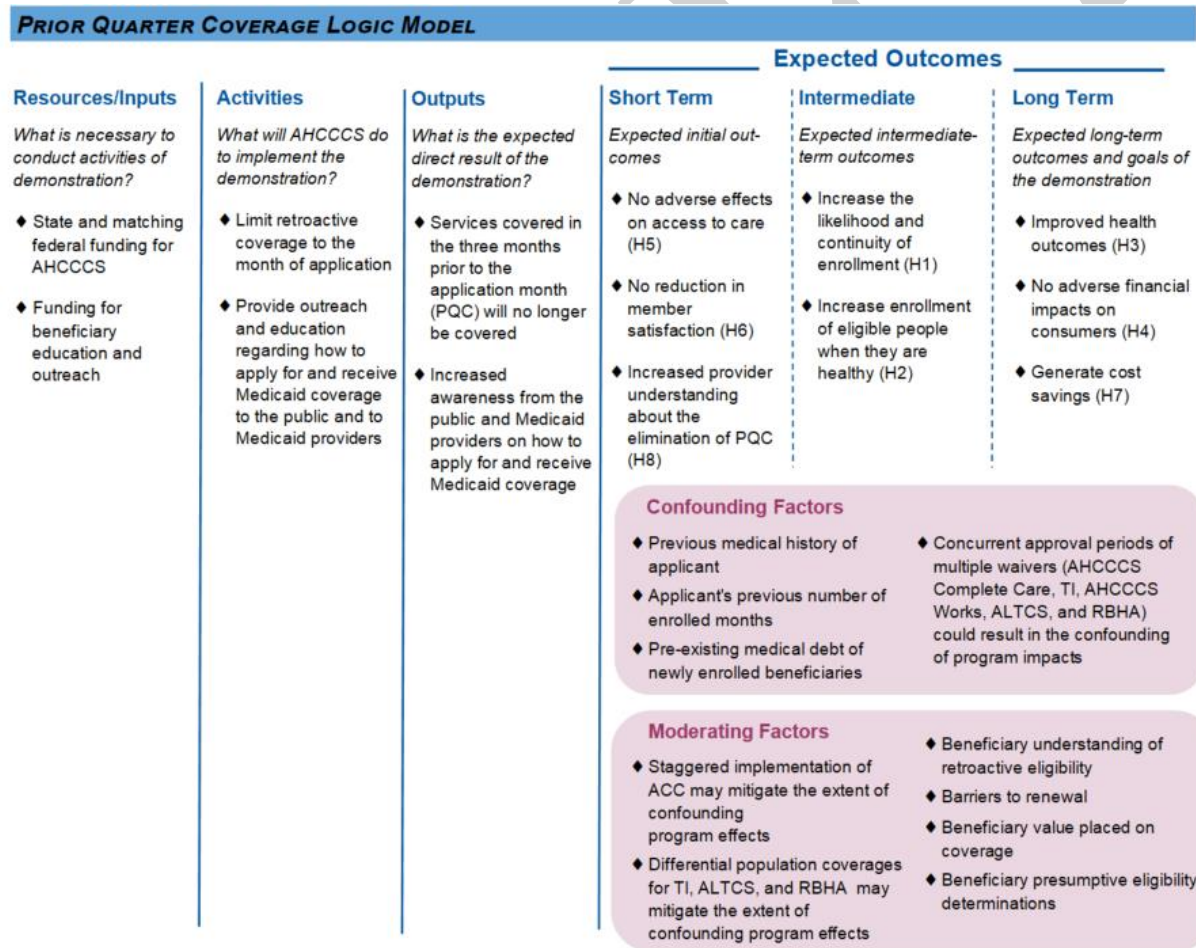 PRIOR QUARTER COVERAGE LOGIC MODEL
Expected Outcomes
Resources/Inputs
What is necessary to
conduct activities of
demonstration?
♦ State and matching
federal funding for
AHCCCS
♦ Funding for
beneficiary
education and
outreach
Activities
What will AHCCCS do
to implement the
demonstration?
♦ Limit retroactive
coverage to the
month of application
♦ Provide outreach
and education
regarding how to
apply for and receive
Medicaid coverage
to the public and to
Medicaid providers
Outputs
What is the expected
direct result of the
demonstration?
♦ Services covered in
the three months
prior to the
application month
(PQC) will no longer
be covered
♦ Increased
awareness from the
public and Medicaid
providers on how to
apply for and receive
Medicaid coverage
Short Term
Expected initial out-
comes
♦ No adverse effects
on access to care
(H5)
♦ No reduction in
member
satisfaction (H6)
♦ Increased provider
understanding
about the
elimination of PQC
(H8)
Intermediate
Expected intermediate-
term outcomes
♦ Increase the
likelihood and
continuity of
enrollment (H1)
♦ Increase enrollment
of eligible people
when they are
healthy (H2)
Long Term
Expected long-term
outcomes and goals of
the demonstration
♦ Improved health
outcomes (H3)
♦ No adverse financial
impacts on
consumers (H4)
♦ Generate cost
savings (H7)
Confounding Factors
♦ Previous medical history of
applicant
♦ Applicant's previous number of
enrolled months
♦ Pre-existing medical debt of
newly enrolled beneficiaries
♦ Concurrent approval periods of
multiple waivers (AHCCCS
Complete Care, TI, AHCCCS
Works, ALTCS, and RBHA)
could result in the confounding
of program impacts
Moderating Factors
♦ Staggered implementation of
ACC may mitigate the extent of
confounding
program effects
♦ Differential population coverages
for TI, ALTCS, and RBHA may
mitigate the extent of
confounding program effects
♦ Beneficiary understanding of
retroactive eligibility
♦ Barriers to renewal
♦ Beneficiary value placed on
coverage
♦ Beneficiary presumptive eligibility
determinations